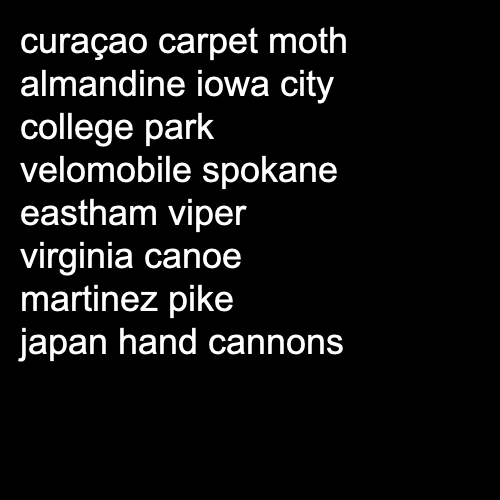 curaçao carpet moth
almandine iowa city
college park
velomobile spokane
eastham viper
virginia canoe
martinez pike
japan hand cannons